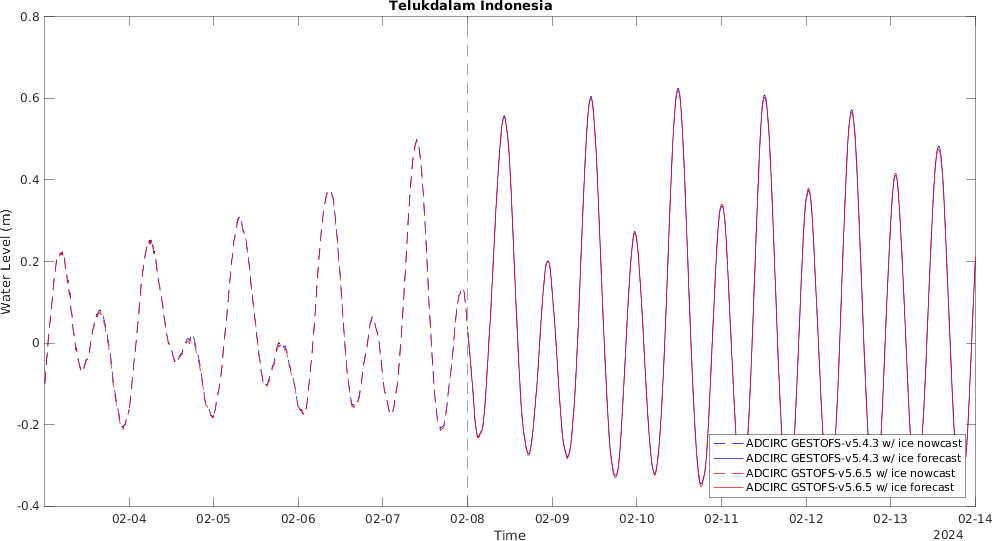 Telukdalam Indonesia
0.8
0.6
0.4
0.2
0
-0.2
-0.4
Water Level (m)
ADCIRC GESTOFS-v5.4.3 w/ ice nowcast
ADCIRC GESTOFS-v5.4.3 w/ ice forecast
ADCIRC GSTOFS-v5.6.5 w/ ice nowcast
ADCIRC GSTOFS-v5.6.5 w/ ice forecast
02-04 02-05 02-06 02-07 02-08 02-09 02-10 02-11 02-12 02-13 02-14
Time
2024